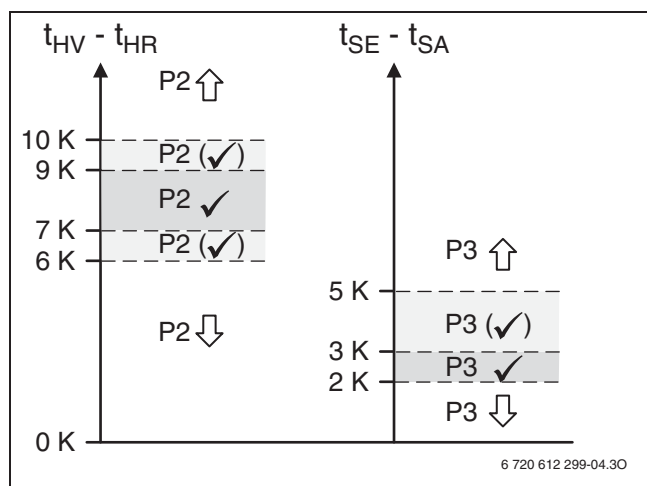 tHV - tHR
P2
10 K
P2 (✓)
9 K
P2 ✓
7 K
P2 (✓)
6 K
P2
0 K
tSE - tSA
P3
5 K
P3 (✓)
3 K
P3 ✓
2 K
P3
6 720 612 299-04.3O